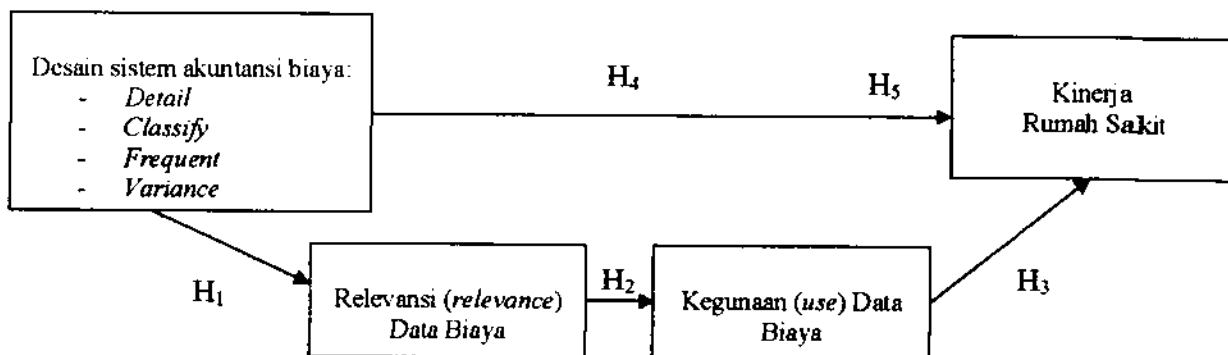 Desain sistem akuntansi biaya:
- Detail
- Classify
- Frequent
- Variance
H4
H5
Kinerja
Rumah Sakit
H1
Relevansi (relevance)
Data Biaya
H2
Kegunaan (use) Data
Biaya
H3